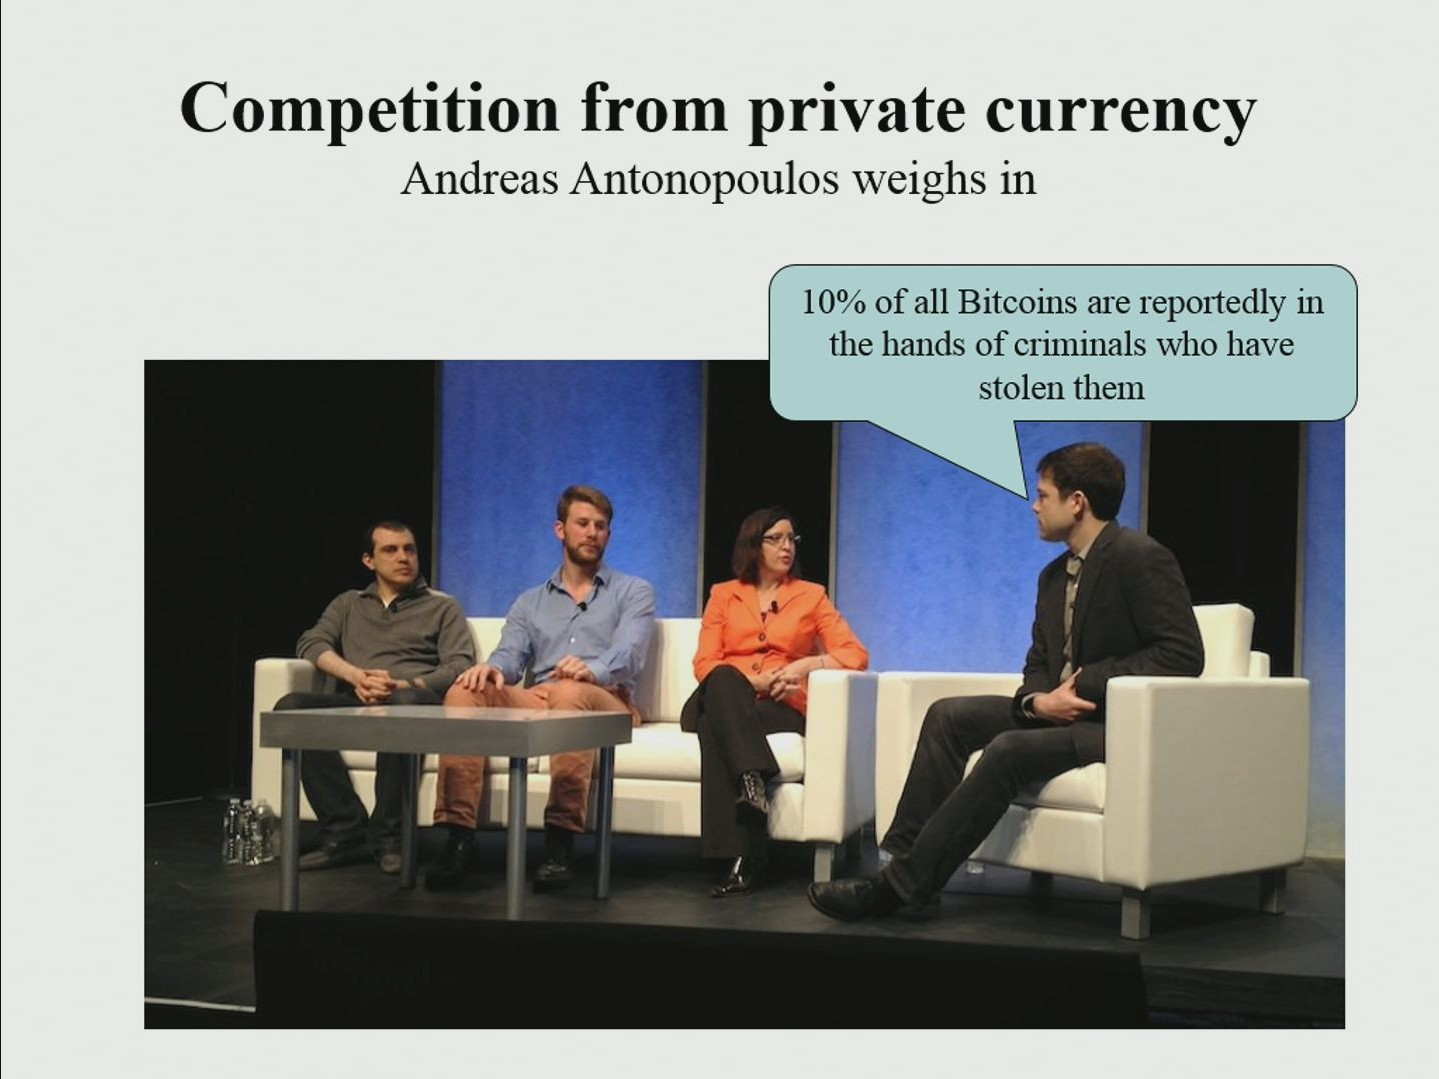 Competition from private currency
Andreas Antonopoulos weighs in
10% of all Bitcoins are reportedly in
the hands of criminals who have
stolen them